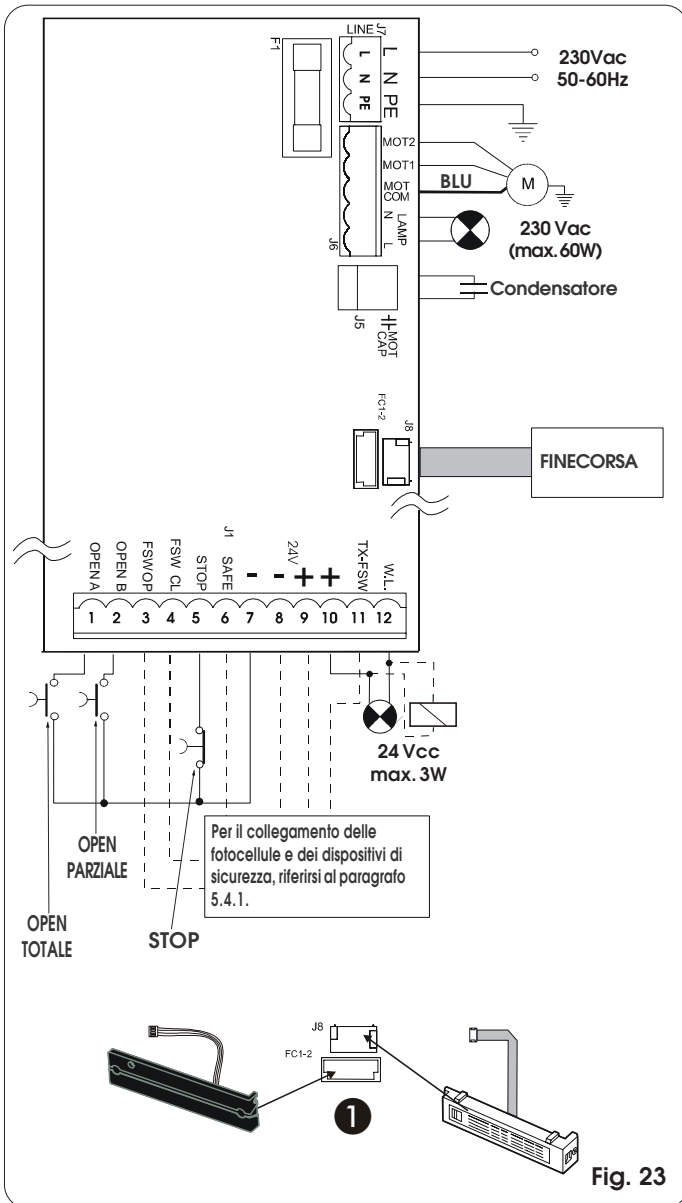 LINE
J7
F1
L
N
PE
L N PE
230Vac
50-60Hz
MOT2
MOT1
MOT
COM
BLU
M
N
LAMP
L
J6
230 Vac
(max. 60W)
Condensatore
J5
MOT
CAP
FC1-2
J8
FINECORSA
OPEN A
OPEN B
FSW OP
FSW CL
STOP
J1
SAFE
-
-
24V
+
+
TX-FSW
W.L.
1 2 3 4 5 6 7 8 9 10 11 12
24 Vcc
max. 3W
OPEN
PARZIALE
OPEN
TOTALE
STOP
Per il collegamento delle
fotocellule e dei dispositivi di
sicurezza, riferirsi al paragrafo
5.4.1.
J8
FC1-2
1
Fig. 23